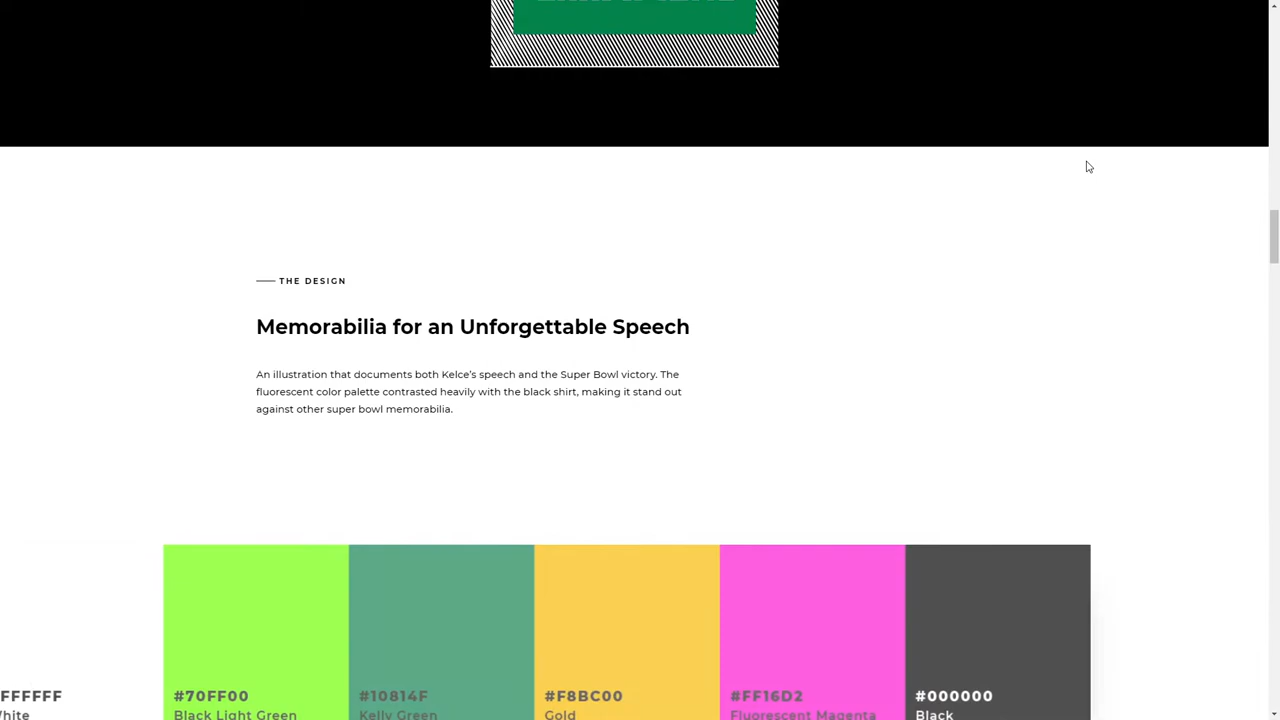 THE DESIGN
Memorabilia for an Unforgettable Speech
An illustration that documents both Kelce's speech and the Super Bowl victory. The
fluorescent color palette contrasted heavily with the black shirt, making it stand out
against other super bowl memorabilia.
FFFFFF #70FF00 #10814F #F8BC00 #FF16D2 #000000
White Black Light Green Kelly Green Gold Fluorescent Magenta Black